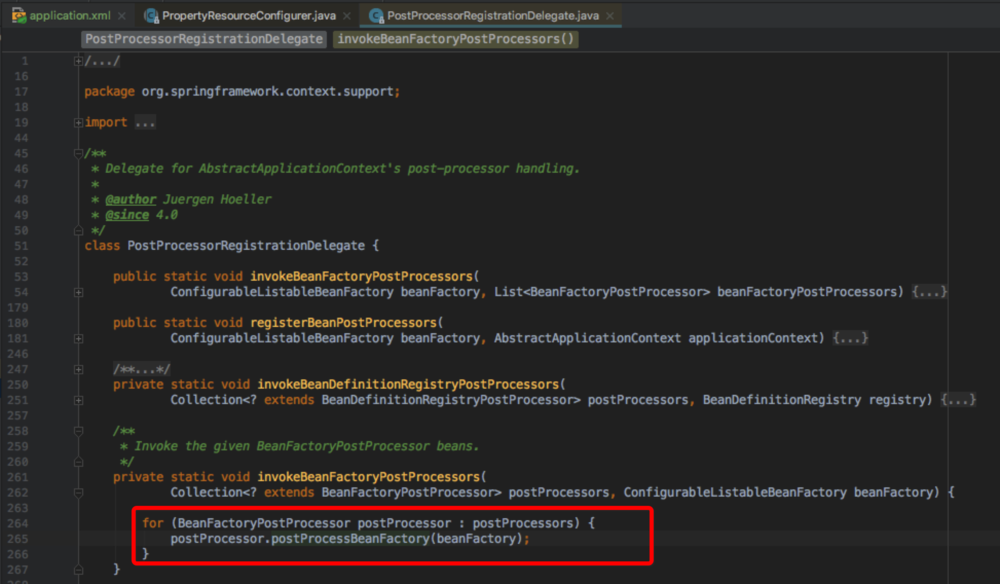 application.xml PropertyResourceConfigurer.java PostProcessorRegistrationDelegate.java
PostProcessorRegistrationDelegate invokeBeanFactoryPostProcessors()
1 /.../
16
17 package org.springframework.context.support;
18
19 import ...
44
45 /**
46 * Delegate for AbstractApplicationContext's post-processor handling.
47 *
48 * @author Juergen Hoeller
49 * @since 4.0
50 */
51 class PostProcessorRegistrationDelegate {
52
53 public static void invokeBeanFactoryPostProcessors(
54 ConfigurableListableBeanFactory beanFactory, List<BeanFactoryPostProcessor> beanFactoryPostProcessors) {...}
179
180 public static void registerBeanPostProcessors(
181 ConfigurableListableBeanFactory beanFactory, AbstractApplicationContext applicationContext) {...}
246
247 /**...*/
250 private static void invokeBeanDefinitionRegistryPostProcessors(
251 Collection<? extends BeanDefinitionRegistryPostProcessor> postProcessors, BeanDefinitionRegistry registry) {...}
257
258 /**
259 * Invoke the given BeanFactoryPostProcessor beans.
260 */
261 private static void invokeBeanFactoryPostProcessors(
262 Collection<? extends BeanFactoryPostProcessor> postProcessors, ConfigurableListableBeanFactory beanFactory) {
263
264 for (BeanFactoryPostProcessor postProcessor : postProcessors) {
265 postProcessor.postProcessBeanFactory(beanFactory);
266 }
267 }